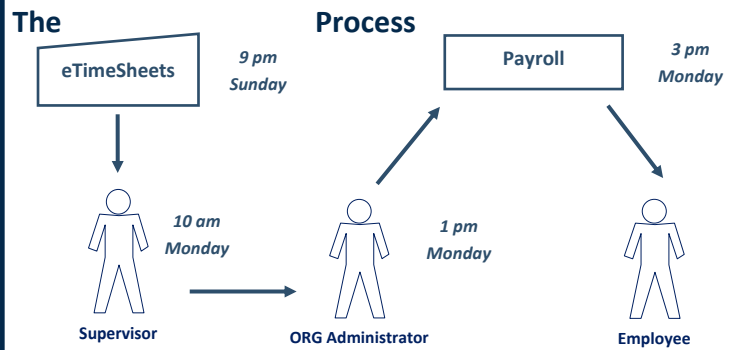 The Process
eTimeSheets
9 pm
Sunday
Payroll
3 pm
Monday
10 am
Monday
1 pm
Monday
Supervisor
ORG Administrator
Employee